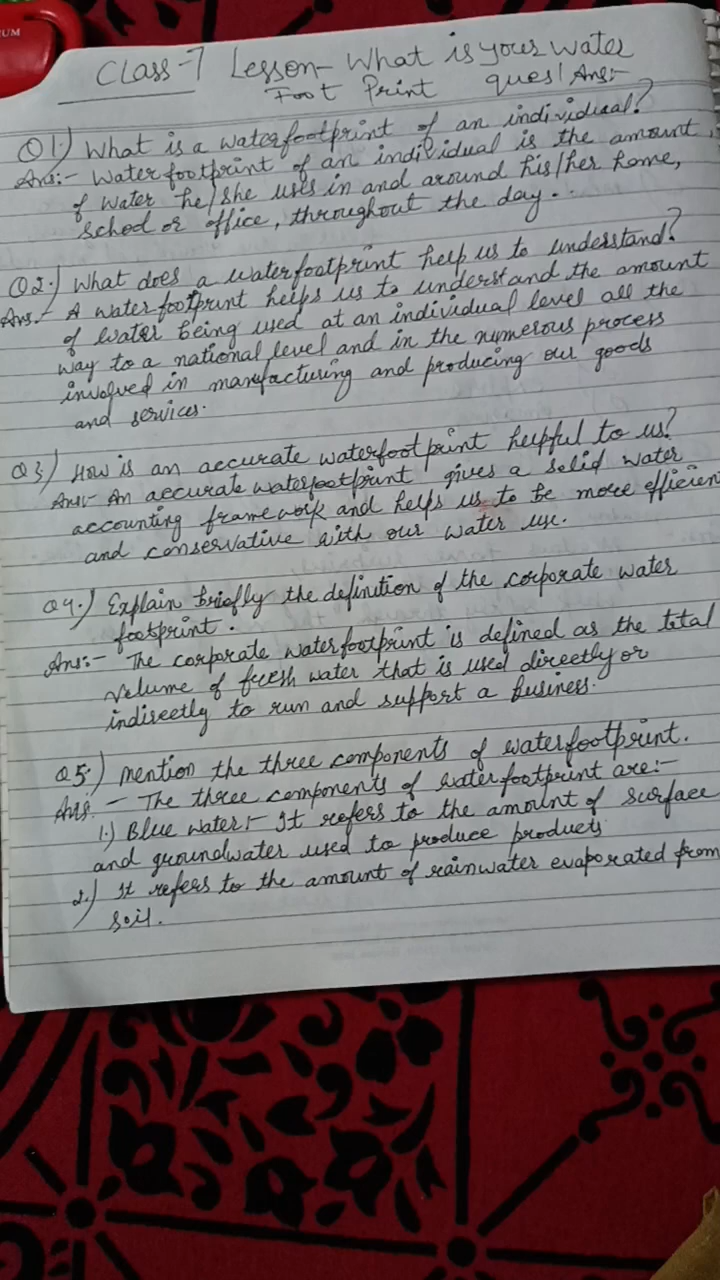 UM
Class-7 Lesson- What is your water
Foot Print ques/Ans:-
Q1.) What is a waterfootprint of an individual?
Ans:- Waterfootprint of an individual is the amount
of water he/she uses in and around his/her home,
school or office, throughout the day..
Q2.) What does a waterfootprint help us to understand?
Ans.- A waterfootprint helps us to understand the amount
of water being used at an individual level all the
way to a national level and in the numerous process
involved in manufacturing and producing our goods
and services.
Q3) How is an accurate waterfootprint helpful to us?
Ans:- An accurate waterfootprint gives a solid water
accounting framework and helps us to be more efficien
and conservative with our water use.
Q4.) Explain briefly the definition of the corporate water
footprint.
Ans:- The corporate waterfootprint is defined as the total
volume of fresh water that is used directly or
indirectly to run and support a business.
Q5.) Mention the three components of waterfootprint.
Ans. - The three components of waterfootprint are:-
1.) Blue water:- It refers to the amount of surface
and groundwater used to produce products
2.) It refers to the amount of rainwater evaporated from
soil.